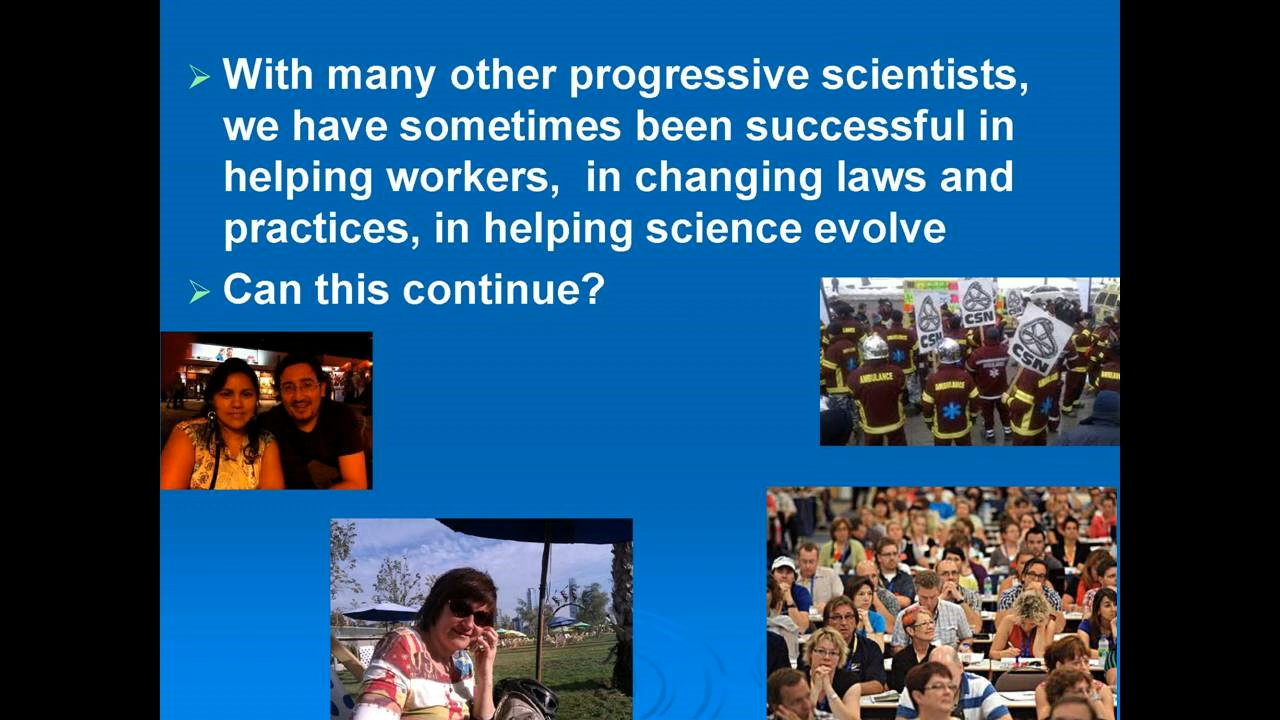 With many other progressive scientists,
we have sometimes been successful in
helping workers,  in changing laws and
practices, in helping science evolve
Can this continue?
CSN
CSN
CSN
AMBULANCE
AMBULANCE